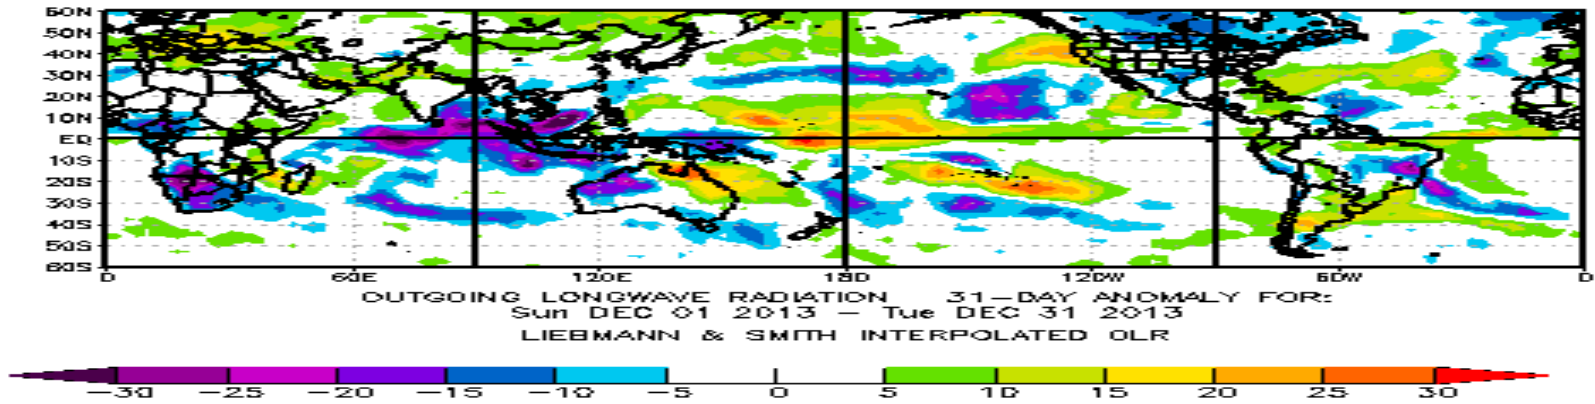 60N
50N
40N
30N
20N
10N
EQ
10S
20S
30S
40S
50S
60S
0 60E 120E 180 120W 60W 0
OUTGOING LONGWAVE RADIATION 31-DAY ANOMALY FOR:
Sun DEC 01 2013 - Tue DEC 31 2013
LIEBMANN & SMITH INTERPOLATED OLR
-30 -25 -20 -15 -10 -5 0 5 10 15 20 25 30